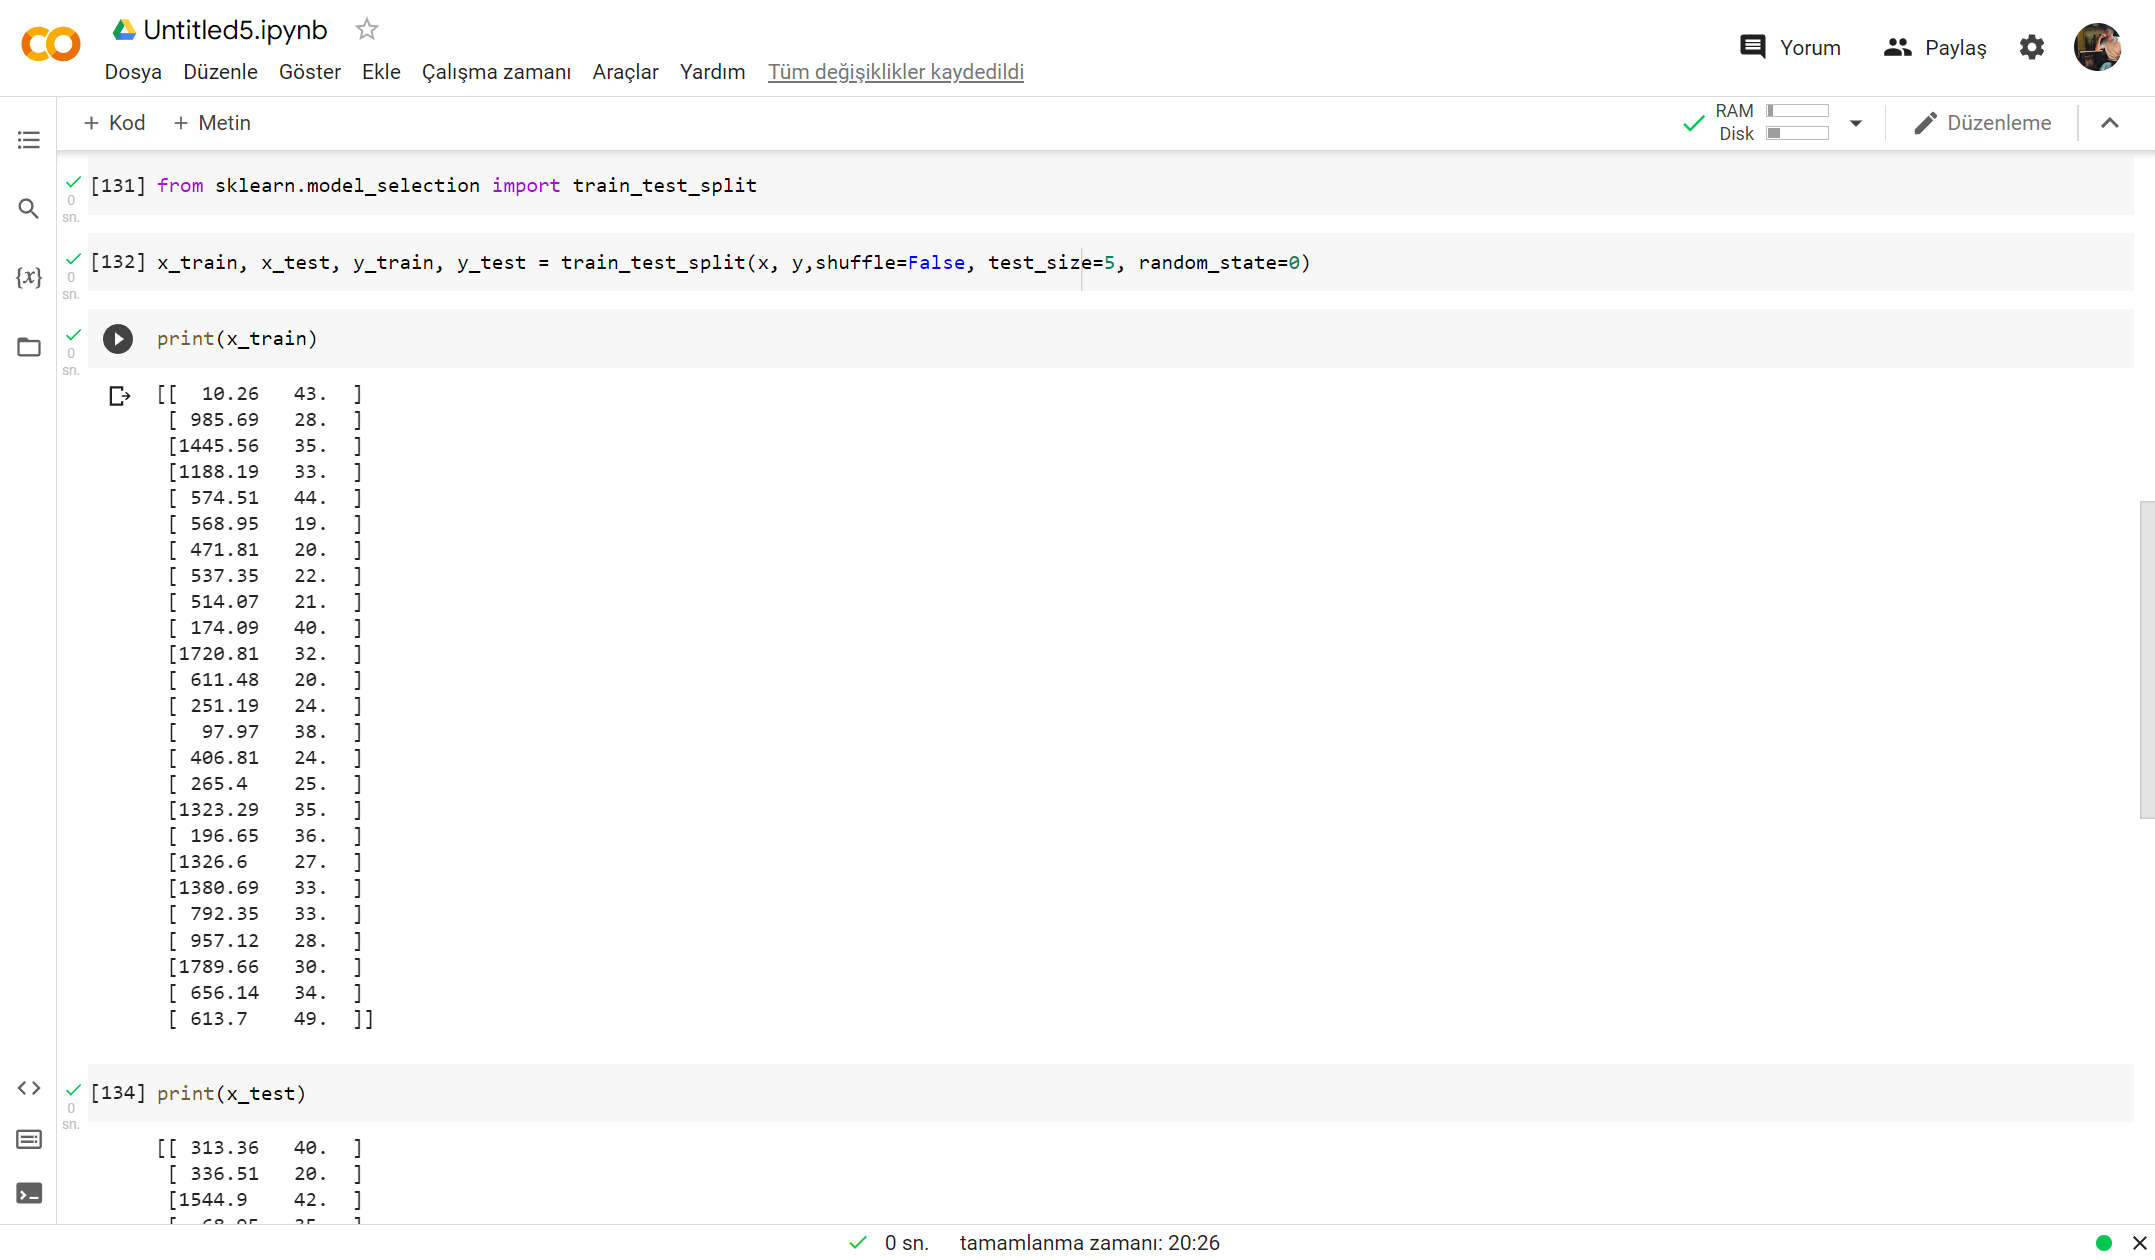 Untitled5.ipynb
Dosya Düzenle Göster Ekle Çalışma zamanı Araçlar Yardım Tüm değişiklikler kaydedildi
Yorum Paylaş
+ Kod + Metin
RAM
Disk
Düzenleme
[131] from sklearn.model_selection import train_test_split
0
sn.
[132] x_train, x_test, y_train, y_test = train_test_split(x, y,shuffle=False, test_size=5, random_state=0)
0
sn.
print(x_train)
0
sn.
[[  10.26   43.  ]
[ 985.69   28.  ]
[1445.56   35.  ]
[1188.19   33.  ]
[ 574.51   44.  ]
[ 568.95   19.  ]
[ 471.81   20.  ]
[ 537.35   22.  ]
[ 514.07   21.  ]
[ 174.09   40.  ]
[1720.81   32.  ]
[ 611.48   20.  ]
[ 251.19   24.  ]
[  97.97   38.  ]
[ 406.81   24.  ]
[ 265.4    25.  ]
[1323.29   35.  ]
[ 196.65   36.  ]
[1326.6    27.  ]
[1380.69   33.  ]
[ 792.35   33.  ]
[ 957.12   28.  ]
[1789.66   30.  ]
[ 656.14   34.  ]
[ 613.7    49.  ]]
[134] print(x_test)
0
sn.
[[ 313.36   40.  ]
[ 336.51   20.  ]
[1544.9    42.  ]
[  68.95   35.  ]
0 sn. tamamlanma zamanı: 20:26